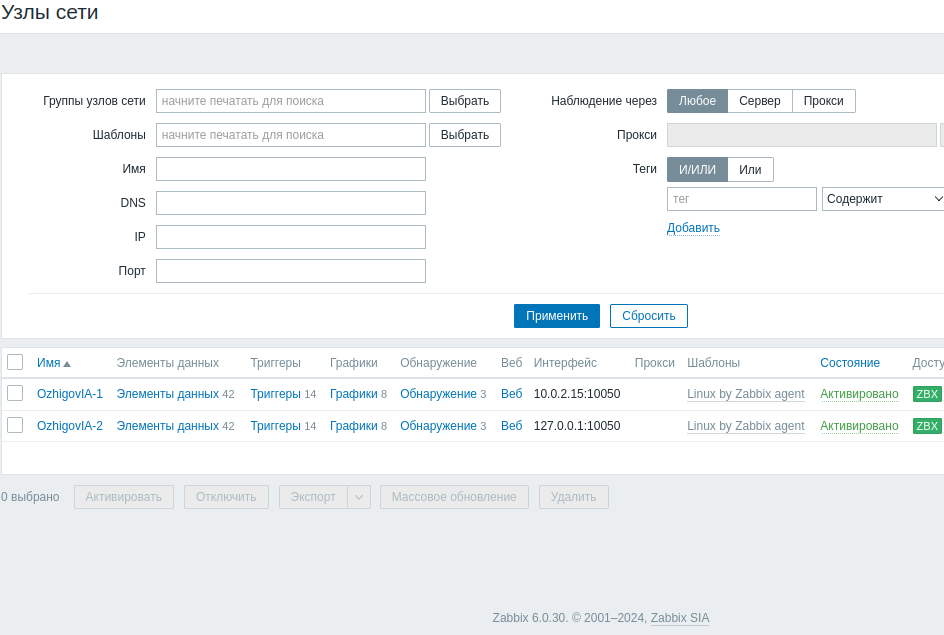 Узлы сети
Группы узлов сети начните печатать для поиска Выбрать Наблюдение через Любое Сервер Прокси
Шаблоны начните печатать для поиска Выбрать Прокси
Имя Теги И/ИЛИ Или
DNS тег Содержит
IP Добавить
Порт
Применить Сбросить
Имя Элементы данных Триггеры Графики Обнаружение Веб Интерфейс Прокси Шаблоны Состояние Досту
OzhigovIA-1 Элементы данных 42 Триггеры 14 Графики 8 Обнаружение 3 Веб 10.0.2.15:10050 Linux by Zabbix agent Активировано ZBX
OzhigovIA-2 Элементы данных 42 Триггеры 14 Графики 8 Обнаружение 3 Веб 127.0.0.1:10050 Linux by Zabbix agent Активировано ZBX
0 выбрано Активировать Отключить Экспорт Массовое обновление Удалить
Zabbix 6.0.30. © 2001–2024, Zabbix SIA